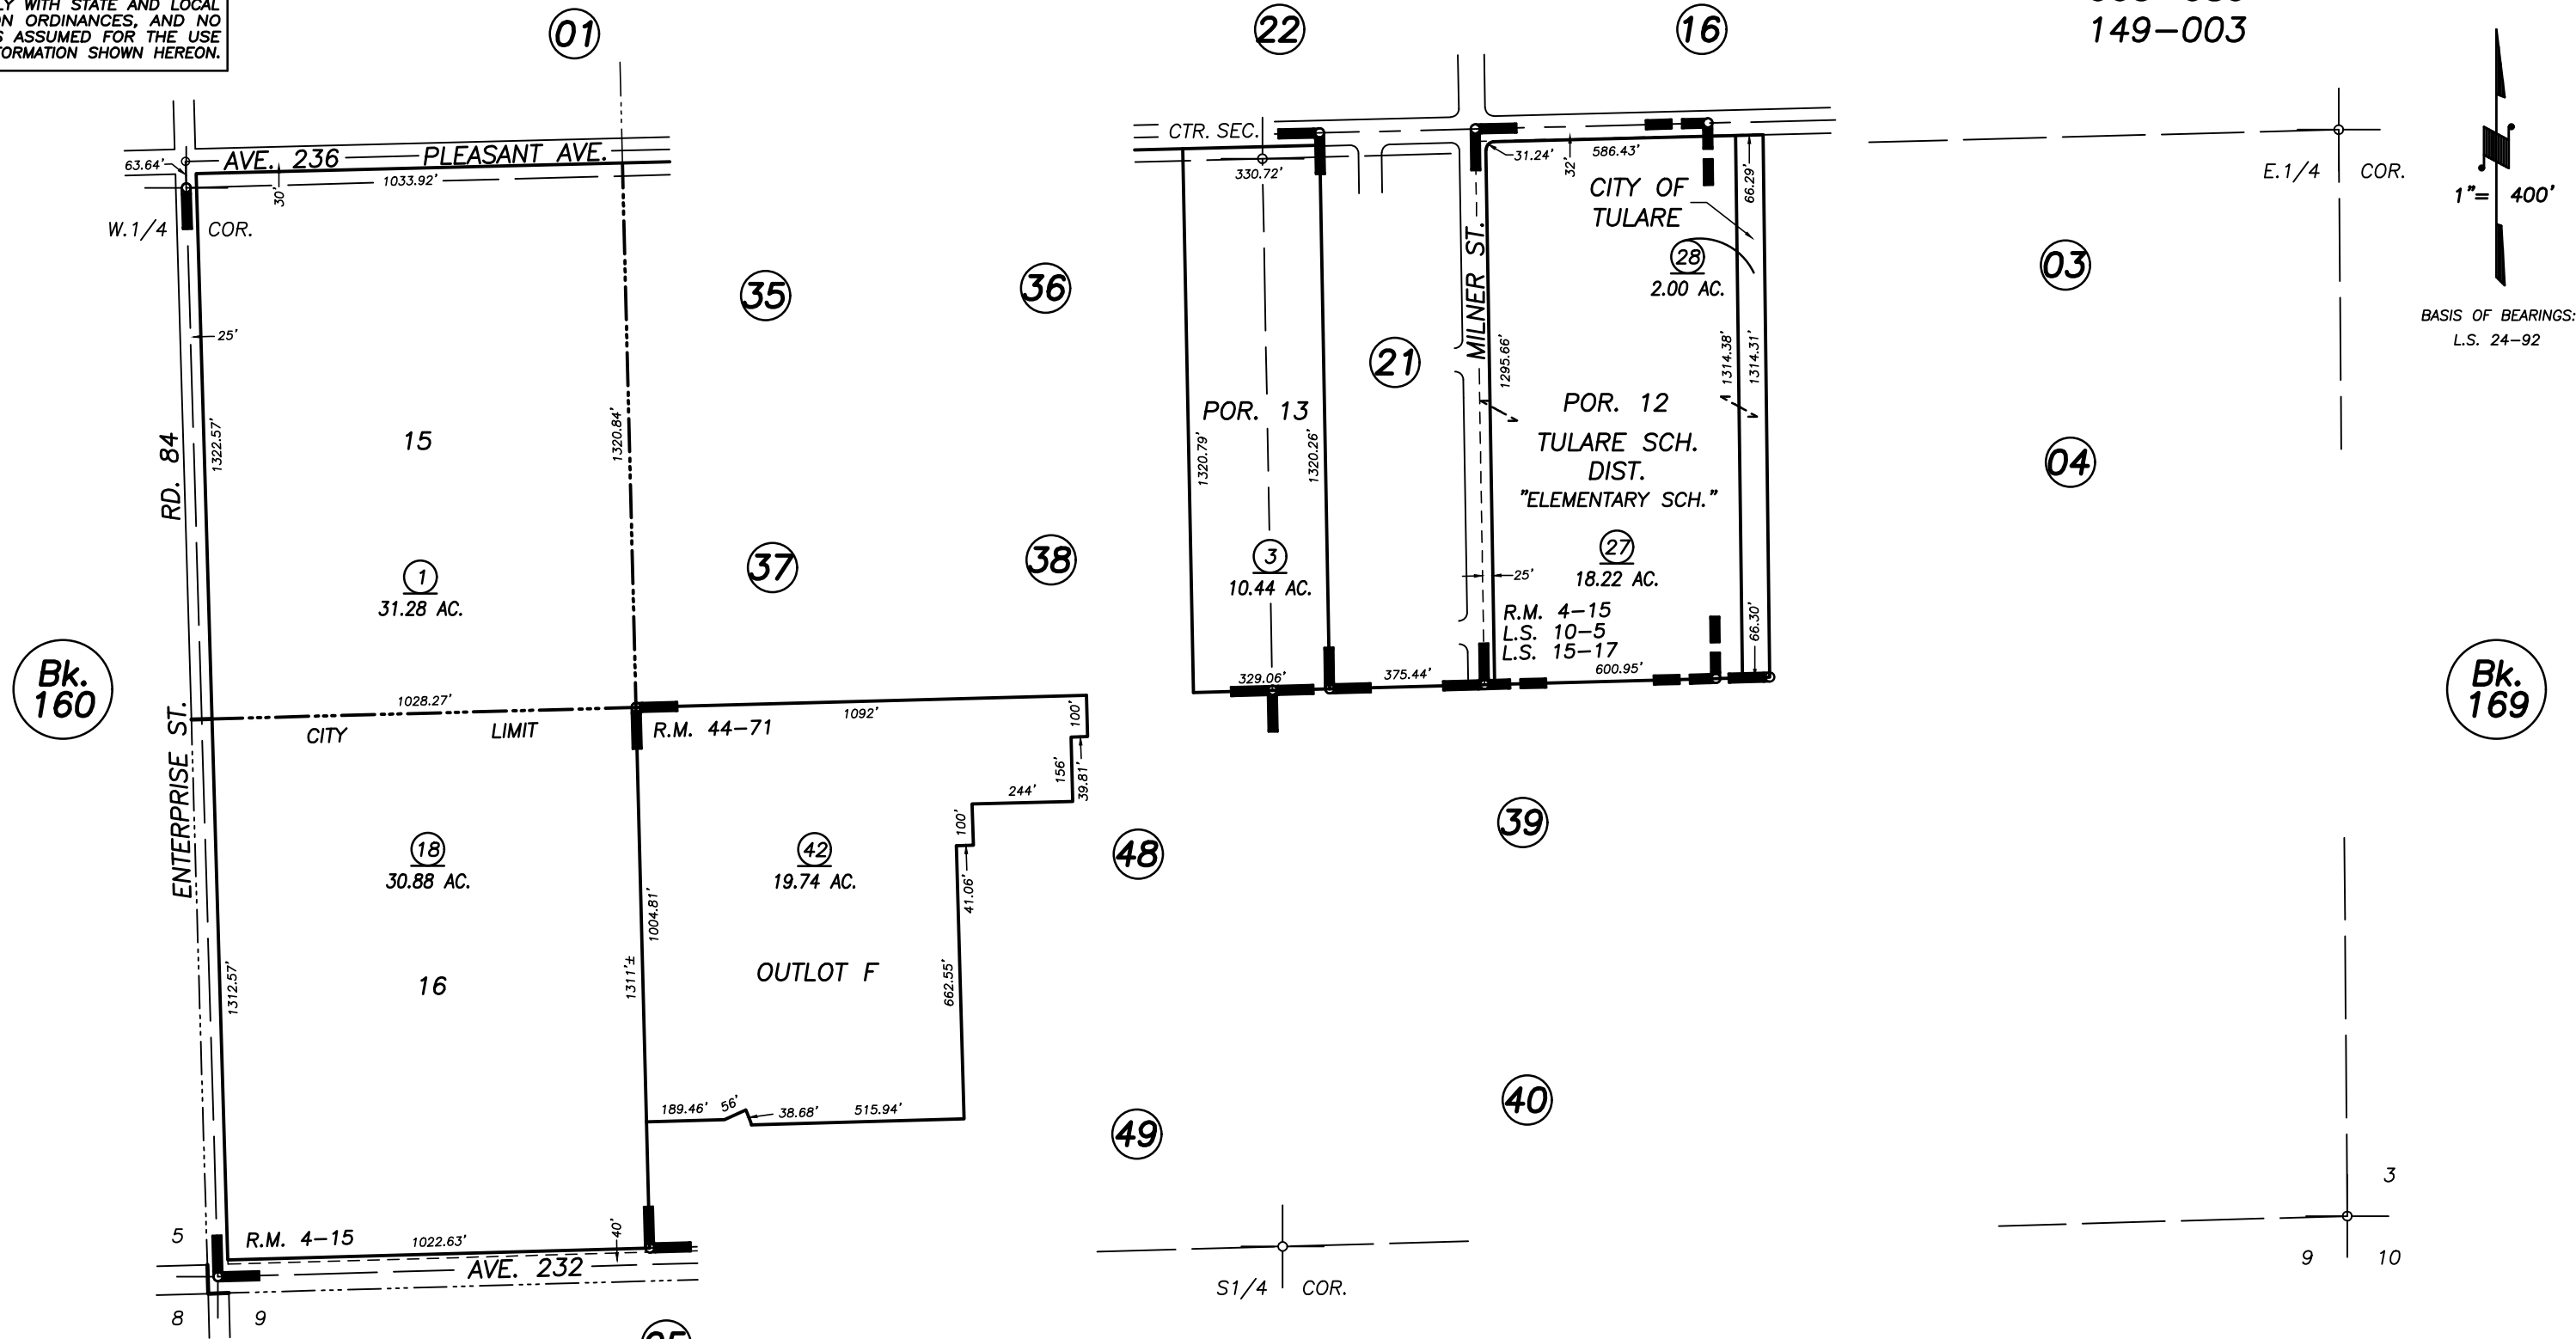 LY WITH STATE AND LOCAL
ON ORDINANCES, AND NO
S ASSUMED FOR THE USE
FORMATION SHOWN HEREON.
01
22
16
149-003
1"= 400'
BASIS OF BEARINGS:
L.S. 24-92
63.64'
AVE. 236
PLEASANT AVE.
1033.92'
30'
W.1/4 COR.
25'
RD. 84
1322.57'
15
1320.84'
1
31.28 AC.
35
36
37
38
CTR. SEC.
330.72'
31.24'
32'
586.43'
CITY OF
TULARE
66.29'
28
2.00 AC.
MILNER ST.
21
1295.66'
1314.38'
1314.31'
POR. 13
1320.79'
1320.26'
POR. 12
TULARE SCH.
DIST.
"ELEMENTARY SCH."
3
10.44 AC.
27
18.22 AC.
25'
R.M. 4-15
L.S. 10-5
L.S. 15-17
66.30'
329.06'
375.44'
600.95'
E.1/4 COR.
03
04
Bk.
160
Bk.
169
ENTERPRISE ST.
1028.27'
CITY LIMIT
R.M. 44-71
1092'
100'
156'
39.81'
244'
100'
41.06'
18
30.88 AC.
42
19.74 AC.
1004.81'
1311'±
1312.57'
16
OUTLOT F
662.55'
189.46'
56'
38.68'
515.94'
48
39
49
40
5
R.M. 4-15
1022.63'
40'
AVE. 232
8
9
S1/4 COR.
3
9
10